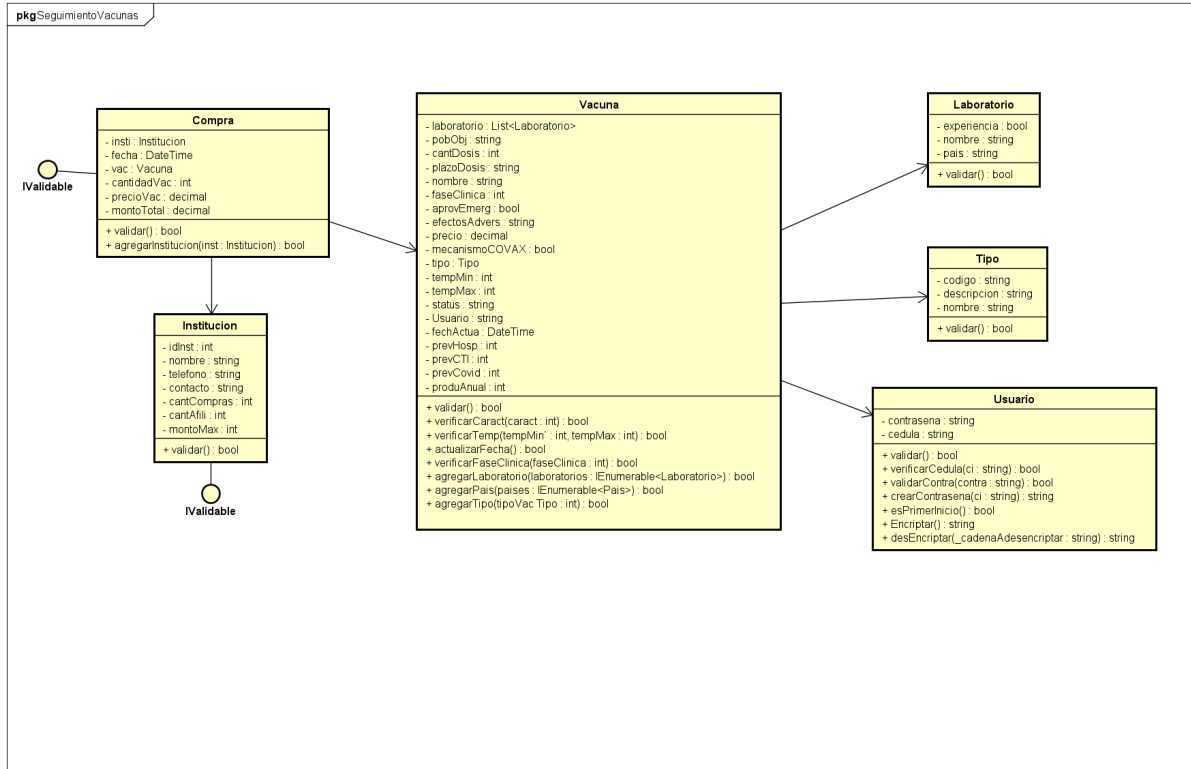 pkg SeguimientoVacunas
IValidable
Compra
- insti : Institucion
- fecha : DateTime
- vac : Vacuna
- cantidadVac : int
- precioVac : decimal
- montoTotal : decimal
+ validar() : bool
+ agregarInstitucion(inst : Institucion) : bool
Institucion
- idInst : int
- nombre : string
- telefono : string
- contacto : string
- cantCompras : int
- cantAfili : int
- montoMax : int
+ validar() : bool
IValidable
Vacuna
- laboratorio : List<Laboratorio>
- pobObj : string
- cantDosis : int
- plazoDosis : string
- nombre : string
- faseClinica : int
- aprovEmerg : bool
- efectosAdvers : string
- precio : decimal
- mecanismoCOVAX : bool
- tipo : Tipo
- tempMin : int
- tempMax : int
- status : string
- Usuario : string
- fechActua : DateTime
- prevHosp : int
- prevCTI : int
- prevCovid : int
- produAnual : int
+ validar() : bool
+ verificarCaract(caract : int) : bool
+ verificarTemp(tempMin` : int, tempMax : int) : bool
+ actualizarFecha() : bool
+ verificarFaseClinica(faseClinica : int) : bool
+ agregarLaboratorio(laboratorios : IEnumerable<Laboratorio>) : bool
+ agregarPais(paises : IEnumerable<Pais>) : bool
+ agregarTipo(tipoVac Tipo : int) : bool
Laboratorio
- experiencia : bool
- nombre : string
- pais : string
+ validar() : bool
Tipo
- codigo : string
- descripcion : string
- nombre : string
+ validar() : bool
Usuario
- contrasena : string
- cedula : string
+ validar() : bool
+ verificarCedula(ci : string) : bool
+ validarContra(contra : string) : bool
+ crearContrasena(ci : string) : string
+ esPrimerInicio() : bool
+ Encriptar() : string
+ desEncriptar(_cadenaAdesencriptar : string) : string